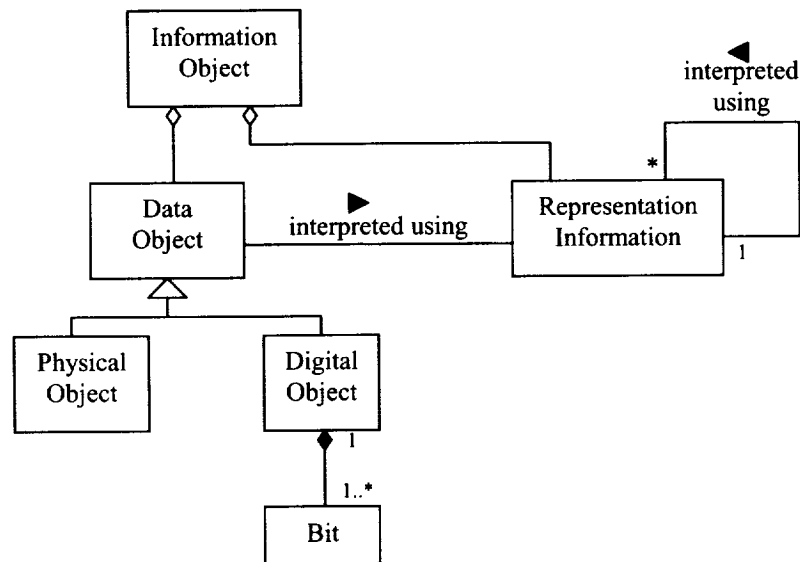 Information
Object
interpreted
using
*
Data
Object
interpreted using
Representation
Information
1
Physical
Object
Digital
Object
1
1..*
Bit